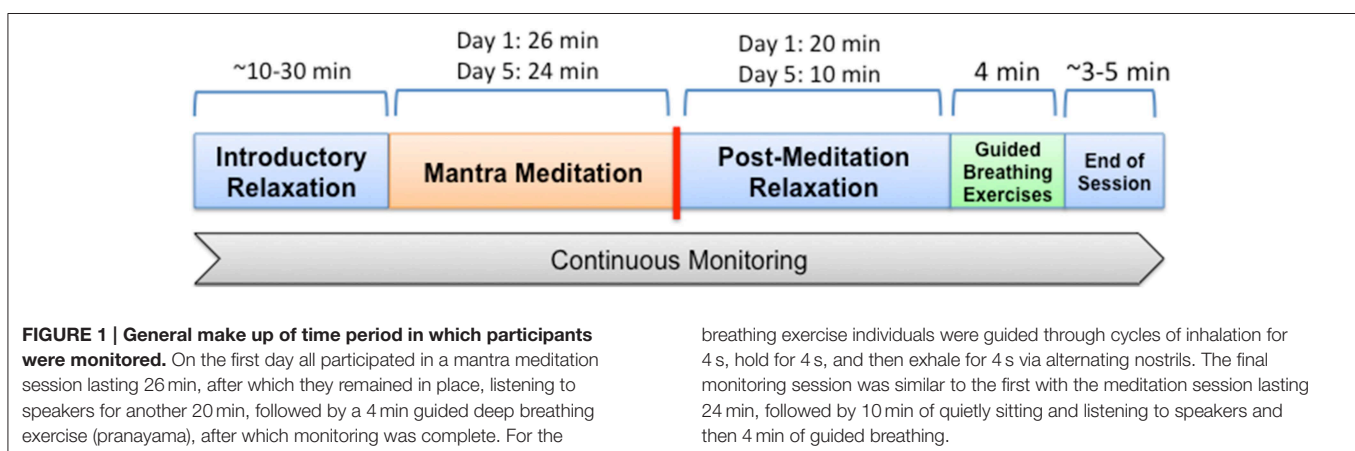 Day 1: 26 min
Day 5: 24 min
Day 1: 20 min
Day 5: 10 min
~10-30 min
4 min
~3-5 min
Introductory
Relaxation
Mantra Meditation
Post-Meditation
Relaxation
Guided
Breathing
Exercises
End of
Session
Continuous Monitoring
FIGURE 1 | General make up of time period in which participants
were monitored. On the first day all participated in a mantra meditation
session lasting 26 min, after which they remained in place, listening to
speakers for another 20 min, followed by a 4 min guided deep breathing
exercise (pranayama), after which monitoring was complete. For the
breathing exercise individuals were guided through cycles of inhalation for
4 s, hold for 4 s, and then exhale for 4 s via alternating nostrils. The final
monitoring session was similar to the first with the meditation session lasting
24 min, followed by 10 min of quietly sitting and listening to speakers and
then 4 min of guided breathing.